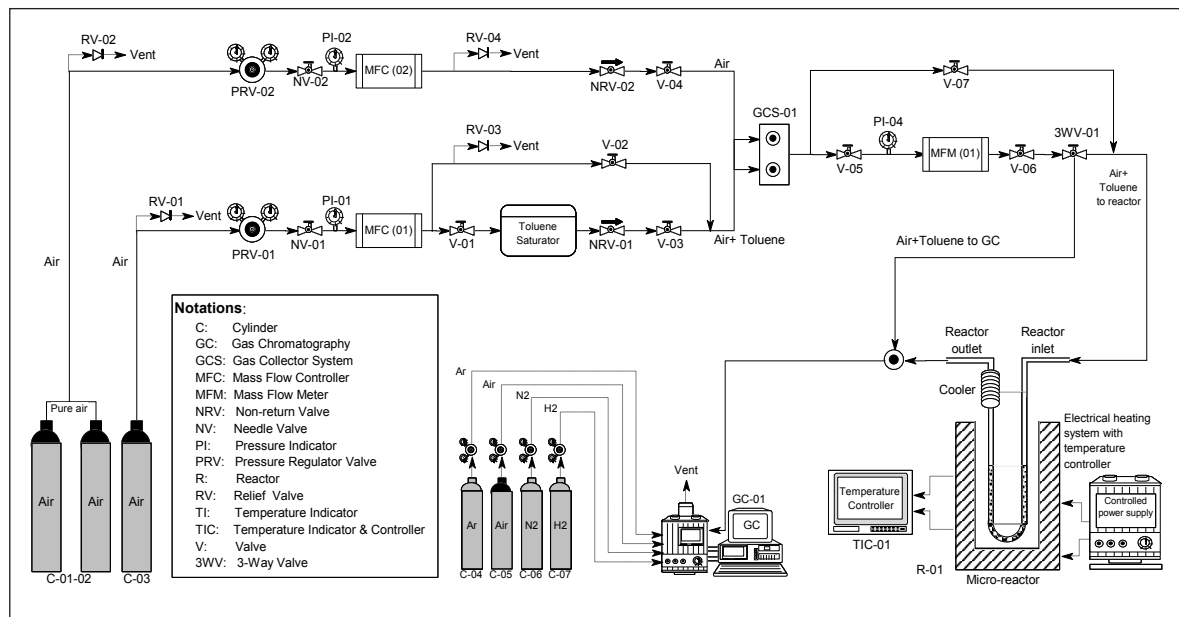 RV-02
Vent
PI-02
RV-04
Vent
MFC (02)
PRV-02
NV-02
NRV-02
V-04
Air
V-07
GCS-01
PI-04
3WV-01
MFM (01)
V-05
V-06
RV-03
Vent
V-02
RV-01
Vent
PI-01
MFC (01)
Toluene
Saturator
PRV-01
NV-01
V-01
NRV-01
V-03
Air+ Toluene
Air+
Toluene
to reactor
Air
Air
Air+Toluene to GC
Notations:
C: Cylinder
GC: Gas Chromatography
GCS: Gas Collector System
MFC: Mass Flow Controller
MFM: Mass Flow Meter
NRV: Non-return Valve
NV: Needle Valve
PI: Pressure Indicator
PRV: Pressure Regulator Valve
R: Reactor
RV: Relief Valve
TI: Temperature Indicator
TIC: Temperature Indicator & Controller
V: Valve
3WV: 3-Way Valve
Pure air
Air
Air
Air
C-01-02
C-03
Ar
Air
N2
H2
Ar
Air
N2
H2
C-04
C-05
C-06
C-07
Vent
GC-01
GC
Reactor
outlet
Reactor
inlet
Cooler
Electrical heating
system with
temperature
controller
Temperature
Controller
TIC-01
Controlled
power supply
R-01
Micro-reactor